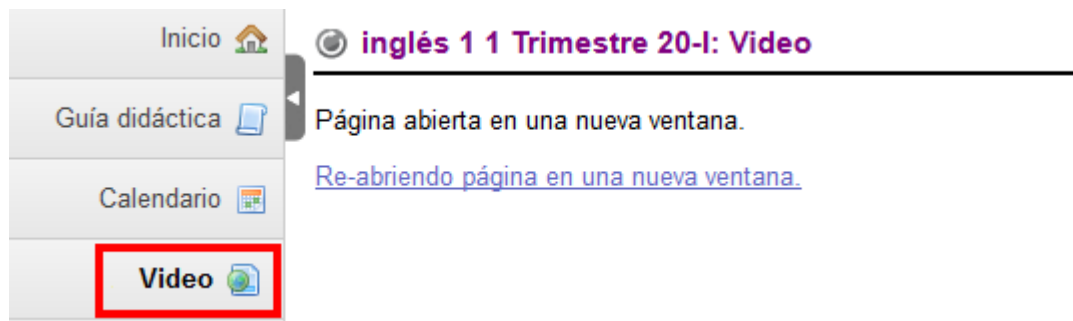 Inicio
Guía didáctica
Calendario
Video
inglés 1 1 Trimestre 20-I: Video
Página abierta en una nueva ventana.
Re-abriendo página en una nueva ventana.